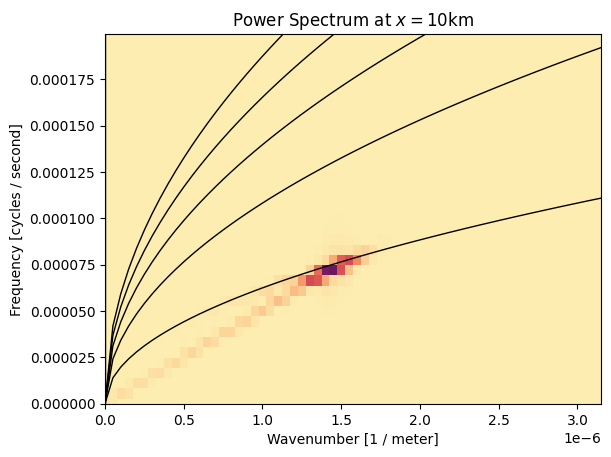 Power Spectrum at x = 10km
Frequency [cycles / second]
0.000175
0.000150
0.000125
0.000100
0.000075
0.000050
0.000025
0.000000
0.0 0.5 1.0 1.5 2.0 2.5 3.0
1e−6
Wavenumber [1 / meter]